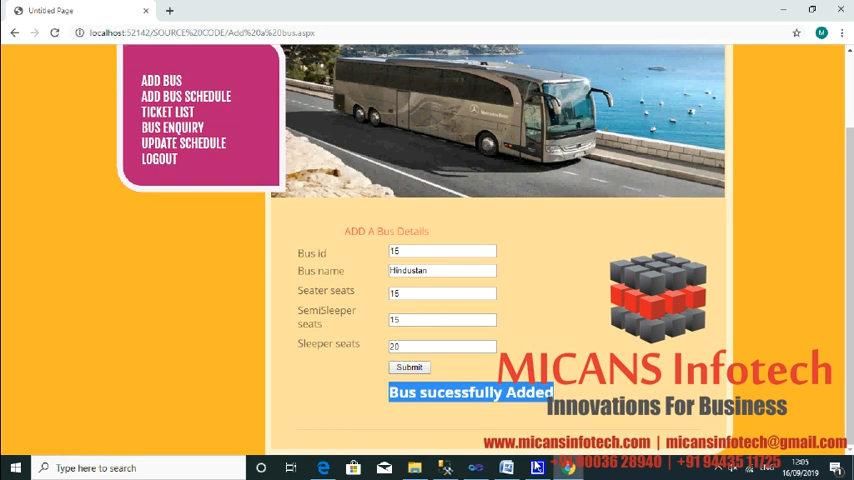 Untitled Page
localhost:52142/SOURCE%20CODE/Add%20a%20bus.aspx
M
ADD BUS
ADD BUS SCHEDULE
TICKET LIST
BUS ENQUIRY
UPDATE SCHEDULE
LOGOUT
ADD A Bus Details
Bus id 15
Bus name Hindustan
Seater seats 15
SemiSleeper seats 15
Sleeper seats 20
Submit
Bus sucessfully Added
MICANS Infotech
Innovations For Business
www.micansinfotech.com | micansinfotech@gmail.com
+91 90036 28940 | +91 94435 11725
Type here to search
ENG
12:05
16/09/2019